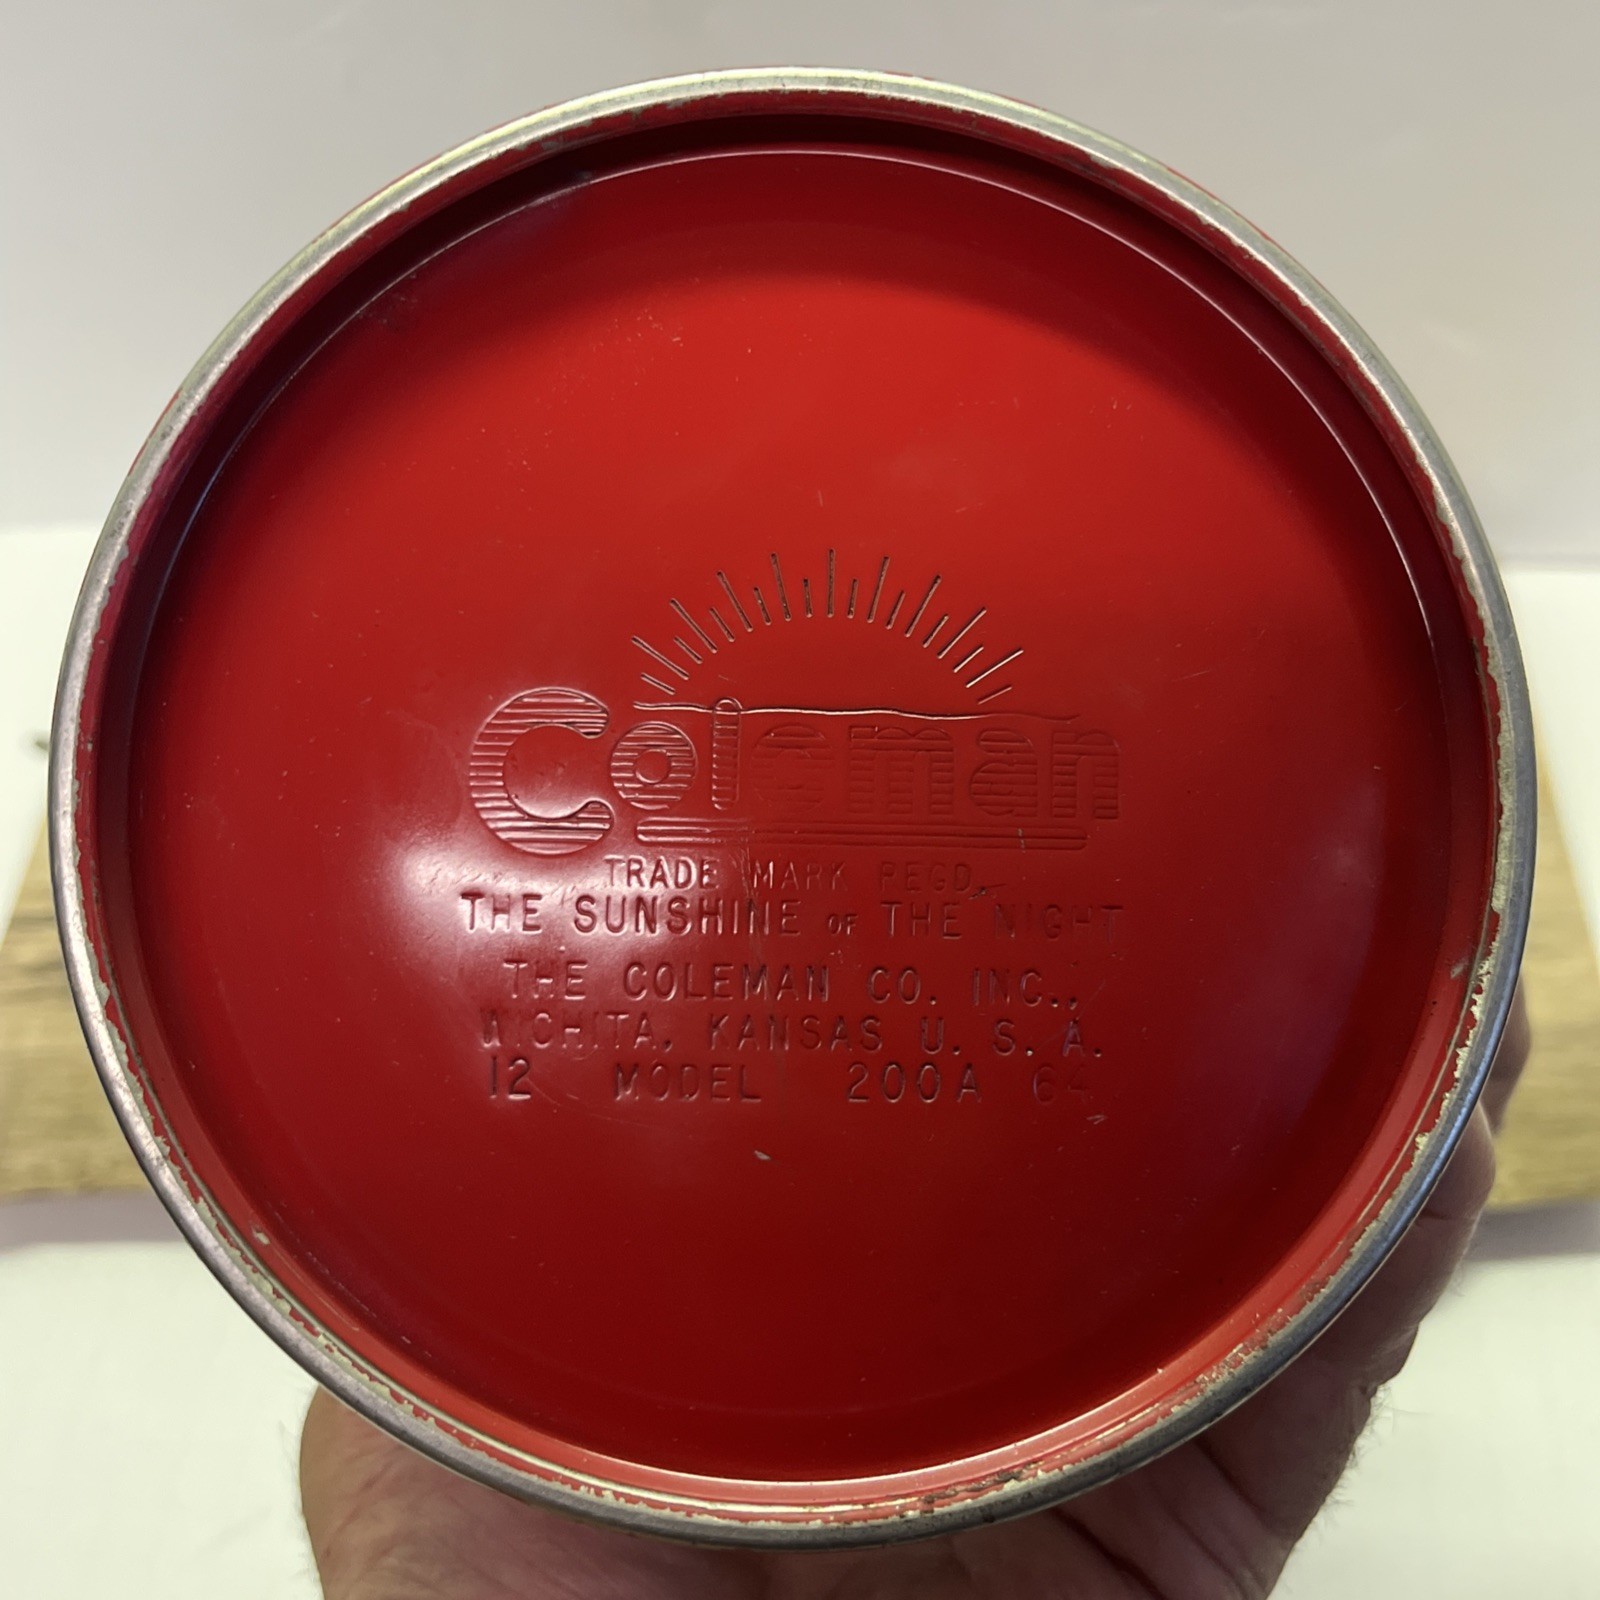 Coleman
TRADE MARK REGD.
THE SUNSHINE OF THE NIGHT
THE COLEMAN CO. INC.,
WICHITA, KANSAS U. S. A.
12 MODEL 200A 64